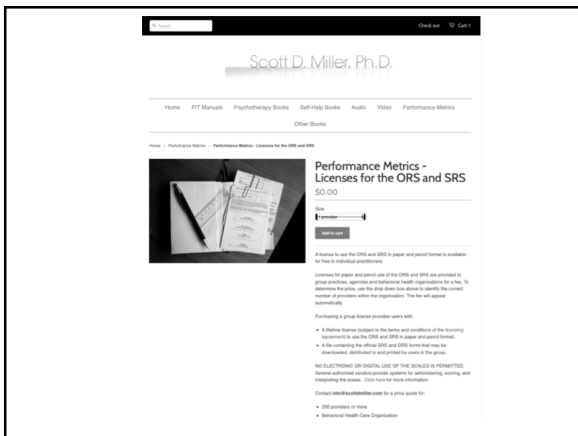 Search
Check out Cart 1
Scott D. Miller, Ph.D.
Home FIT Manuals Psychotherapy Books Self-Help Books Audio Video Performance Metrics
Other Books
Home Performance Metrics Performance Metrics - Licenses for the ORS and SRS
Performance Metrics -
Licenses for the ORS and SRS
$0.00
Size
1 provider
Add to cart
A license to use the ORS and SRS in paper and pencil format is available
for free to individual practitioners.
Licenses for paper and pencil use of the ORS and SRS are provided to
group practices, agencies and behavioral health organizations for a fee. To
determine the price, use the drop down box above to identify the correct
number of providers within the organization. The fee will appear
automatically.
Purchasing a group license provides users with:
• A lifetime license (subject to the terms and conditions of the licensing
agreement) to use the ORS and SRS in paper and pencil format;
• A file containing the official SRS and ORS forms that may be
downloaded, distributed to and printed by users in the group.
NO ELECTRONIC OR DIGITAL USE OF THE SCALES IS PERMITTED.
Several authorized vendors provide systems for administering, scoring, and
interpreting the scales. Click here for more information.
Contact info@scottdmiller.com for a price quote for:
• 250 providers or more
• Behavioral Health Care Organization